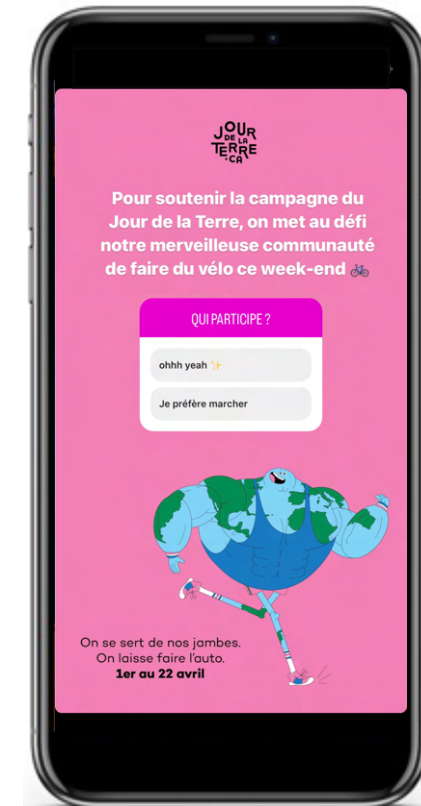 JOUR
DE LA
TERRE
.CA
Pour soutenir la campagne du
Jour de la Terre, on met au défi
notre merveilleuse communauté
de faire du vélo ce week-end 🚲
QUI PARTICIPE ?
ohhh yeah ✨
Je préfère marcher
On se sert de nos jambes.
On laisse faire l'auto.
1er au 22 avril